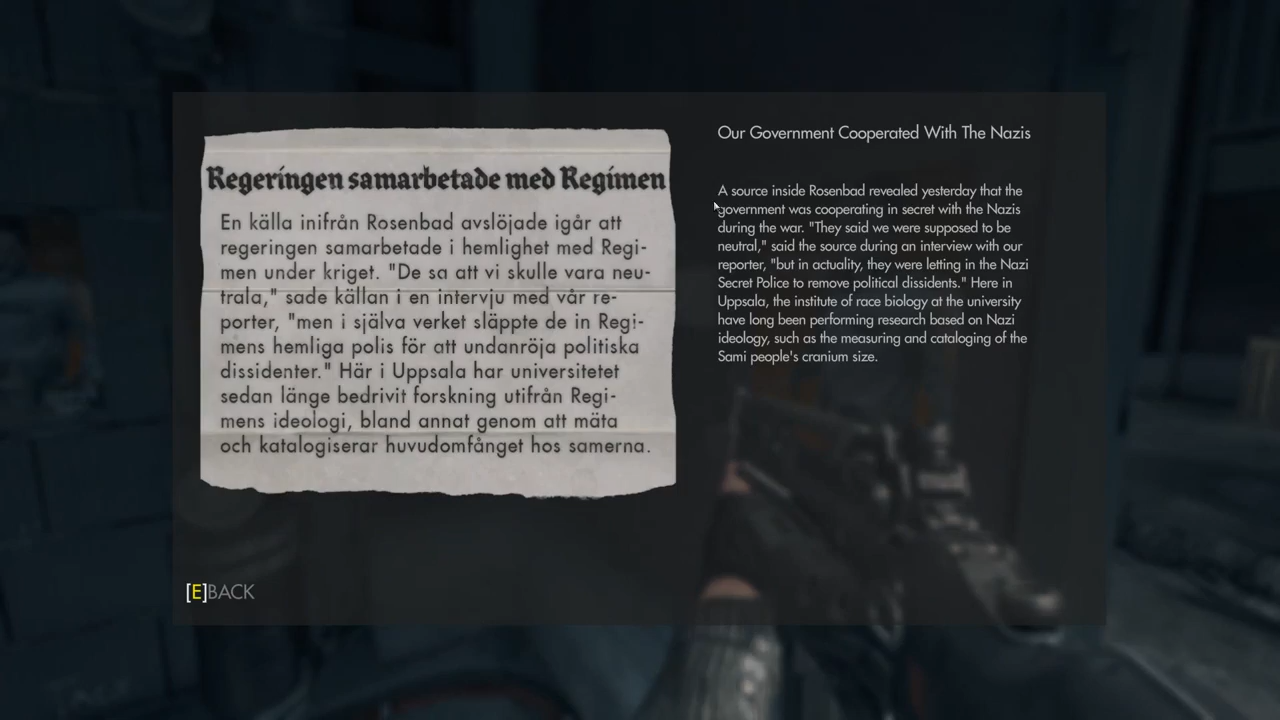 Regeringen samarbetade med Regimen
En källa inifrån Rosenbad avslöjade igår att
regeringen samarbetade i hemlighet med Regi-
men under kriget. "De sa att vi skulle vara neu-
trala," sade källan i en intervju med vår re-
porter, "men i själva verket släppte de in Regi-
mens hemliga polis för att undanröja politiska
dissidenter." Här i Uppsala har universitetet
sedan länge bedrivit forskning utifrån Regi-
mens ideologi, bland annat genom att mäta
och katalogiserar huvudomfånget hos samerna.
Our Government Cooperated With The Nazis
A source inside Rosenbad revealed yesterday that the
government was cooperating in secret with the Nazis
during the war. "They said we were supposed to be
neutral," said the source during an interview with our
reporter, "but in actuality, they were letting in the Nazi
Secret Police to remove political dissidents." Here in
Uppsala, the institute of race biology at the university
have long been performing research based on Nazi
ideology, such as the measuring and cataloging of the
Sami people's cranium size.
[E]BACK